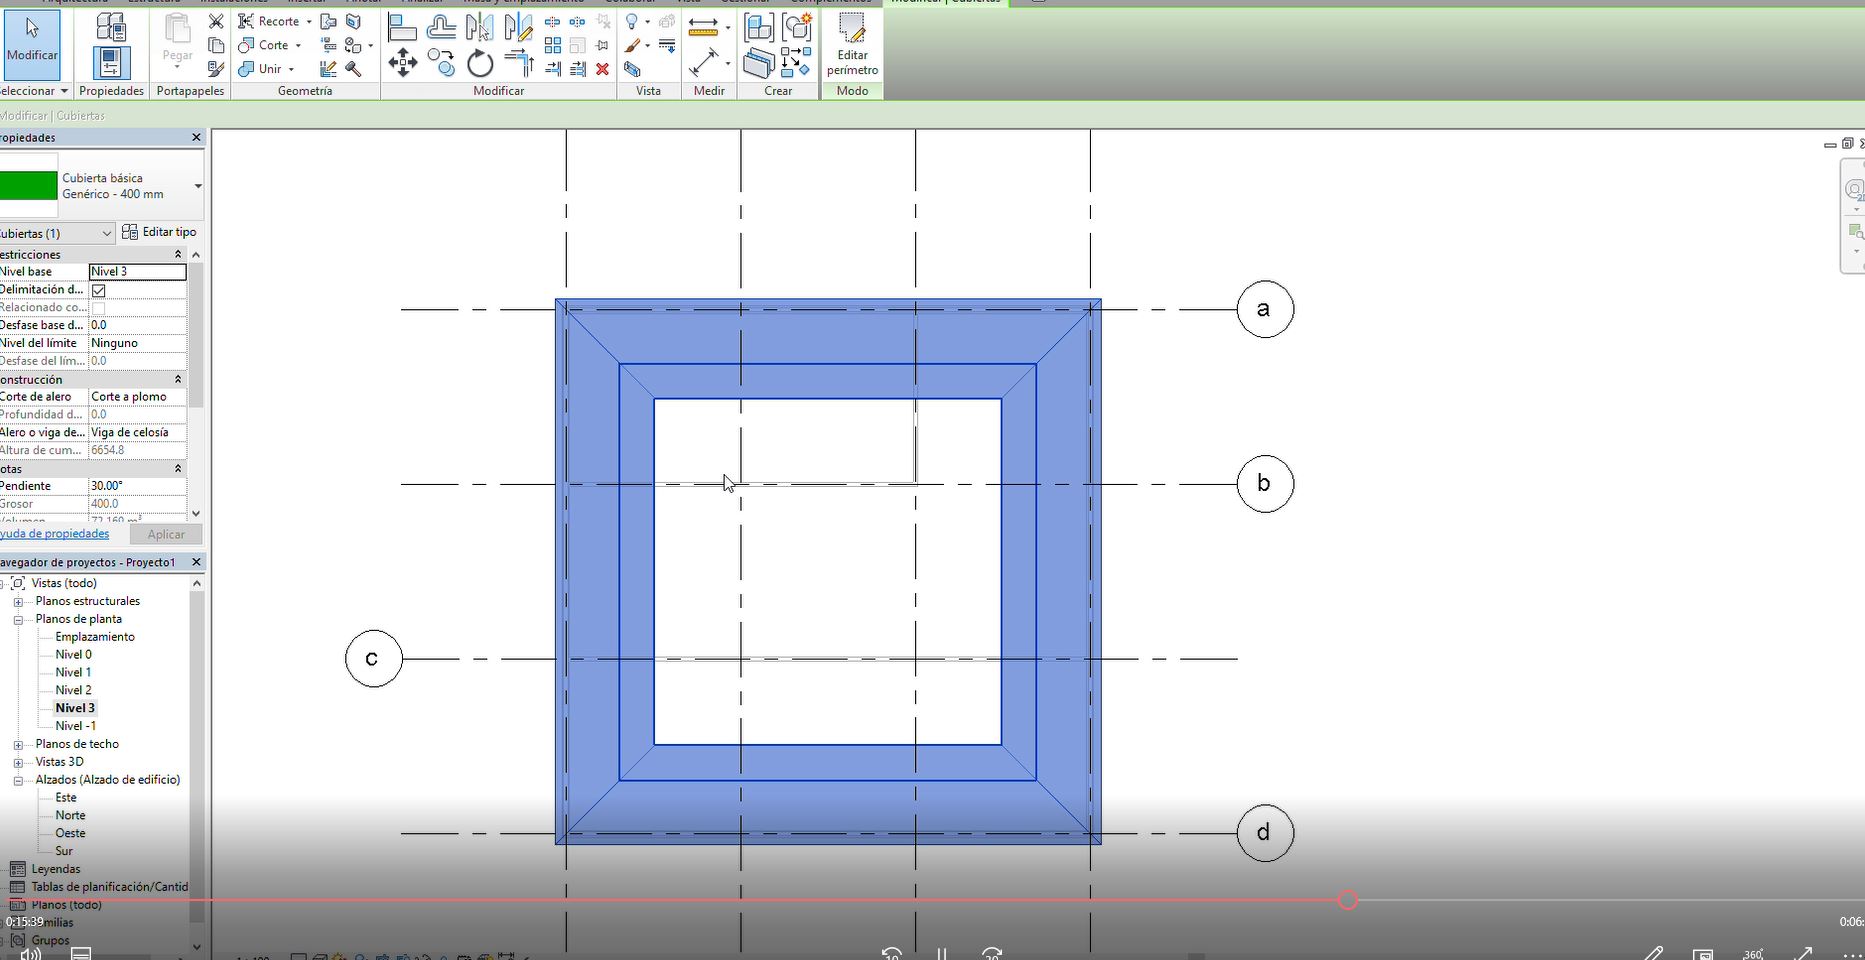 Modificar | Cubiertas
Recorte
Corte
Unir
Modificar
Pegar
Editar
perímetro
eleccionar
Propiedades
Portapapeles
Geometría
Modificar
Vista
Medir
Crear
Modo
Modificar | Cubiertas
ropiedades
Cubierta básica
Genérico - 400 mm
ubiertas (1)
Editar tipo
estricciones
Nivel base
Nivel 3
Delimitación d...
Relacionado co...
Desfase base d...
0.0
Nivel del límite
Ninguno
Desfase del lím...
0.0
onstrucción
Corte de alero
Corte a plomo
Profundidad d...
0.0
Alero o viga de...
Viga de celosía
Altura de cum...
6654.8
otas
Pendiente
30.00°
Grosor
400.0
yuda de propiedades
Aplicar
avegador de proyectos - Proyecto1
Vistas (todo)
Planos estructurales
Planos de planta
Emplazamiento
Nivel 0
Nivel 1
Nivel 2
Nivel 3
Nivel -1
Planos de techo
Vistas 3D
Alzados (Alzado de edificio)
Este
Norte
Oeste
Sur
Leyendas
Tablas de planificación/Cantid
Planos (todo)
milias
Grupos
a
b
c
d
0:15:39
0:06:
10
30
360°